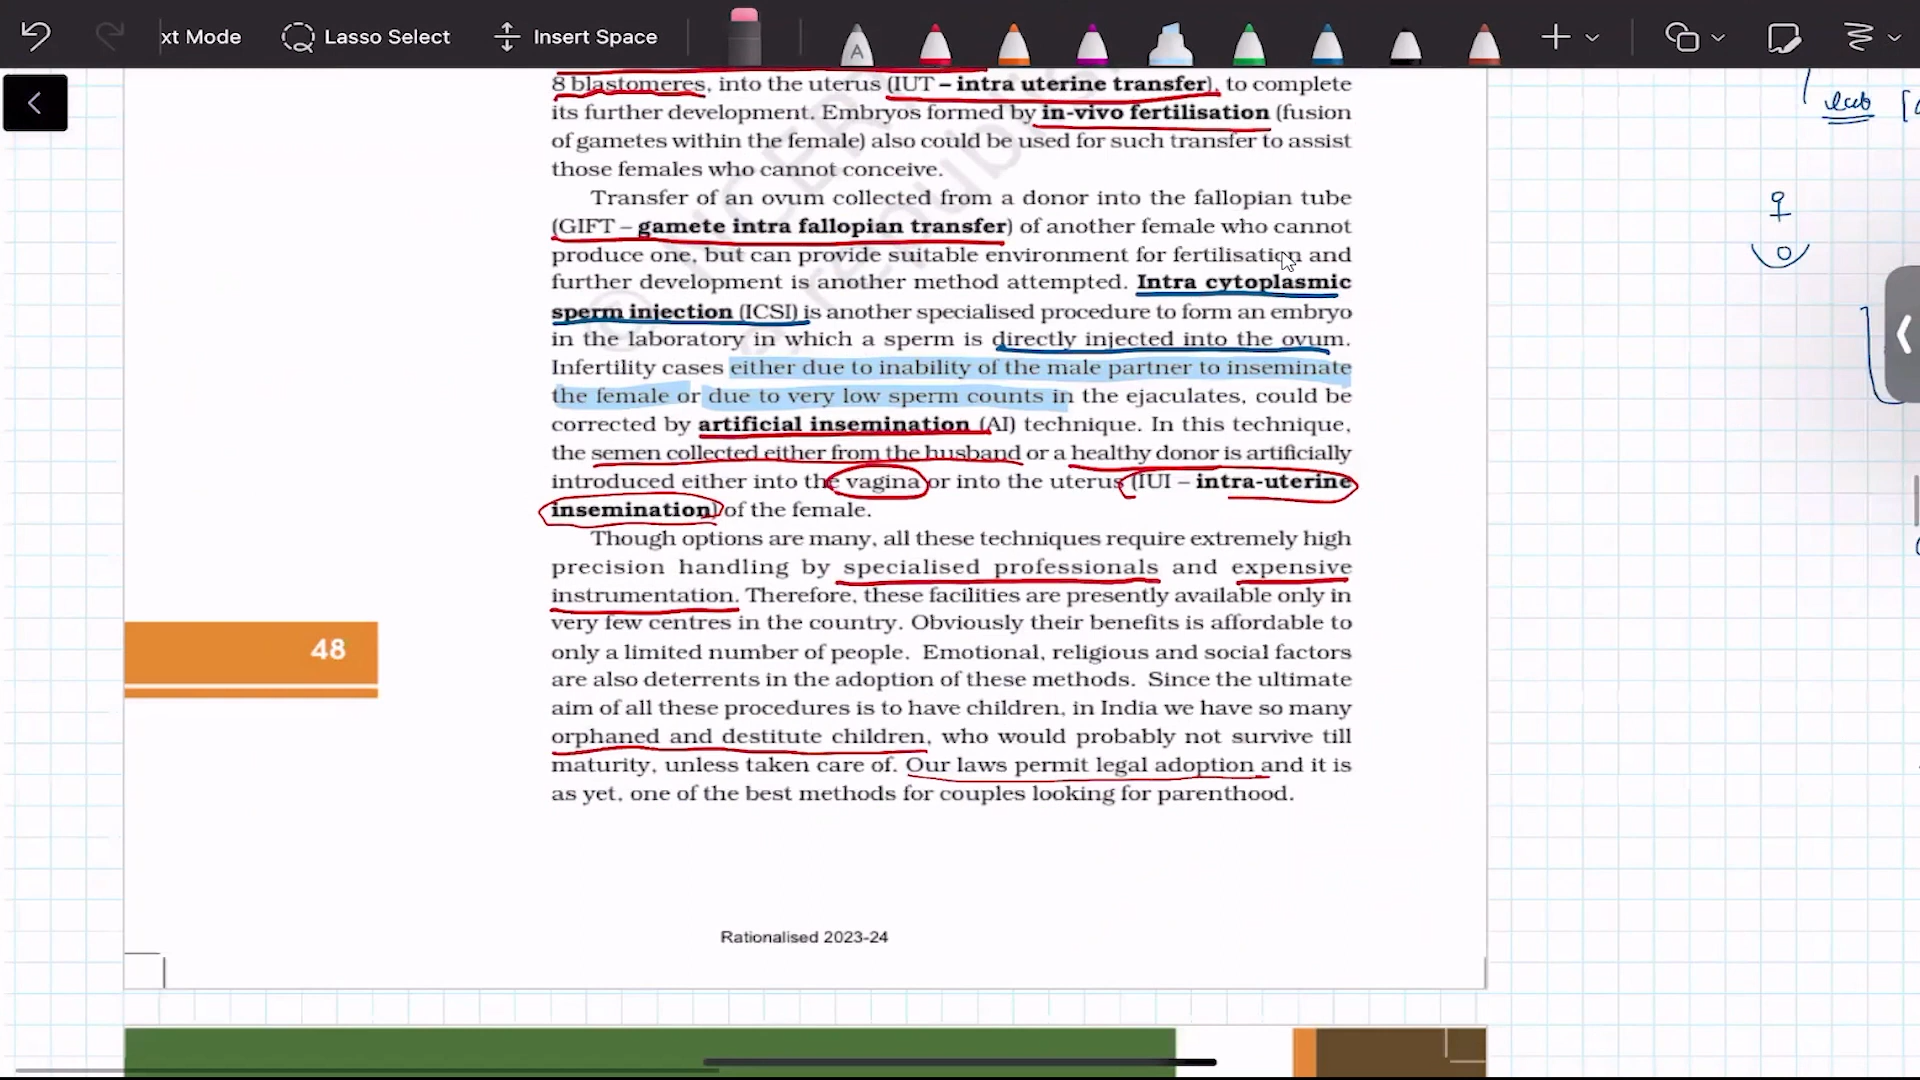 xt Mode Lasso Select Insert Space
A
8 blastomeres, into the uterus (IUT – intra uterine transfer), to complete
its further development. Embryos formed by in-vivo fertilisation (fusion
of gametes within the female) also could be used for such transfer to assist
those females who cannot conceive.
Transfer of an ovum collected from a donor into the fallopian tube
(GIFT – gamete intra fallopian transfer) of another female who cannot
produce one, but can provide suitable environment for fertilisation and
further development is another method attempted. Intra cytoplasmic
sperm injection (ICSI) is another specialised procedure to form an embryo
in the laboratory in which a sperm is directly injected into the ovum.
Infertility cases either due to inability of the male partner to inseminate
the female or due to very low sperm counts in the ejaculates, could be
corrected by artificial insemination (AI) technique. In this technique,
the semen collected either from the husband or a healthy donor is artificially
introduced either into the vagina or into the uterus (IUI – intra-uterine
insemination) of the female.
Though options are many, all these techniques require extremely high
precision handling by specialised professionals and expensive
instrumentation. Therefore, these facilities are presently available only in
very few centres in the country. Obviously their benefits is affordable to
only a limited number of people. Emotional, religious and social factors
are also deterrents in the adoption of these methods. Since the ultimate
aim of all these procedures is to have children, in India we have so many
orphaned and destitute children, who would probably not survive till
maturity, unless taken care of. Our laws permit legal adoption and it is
as yet, one of the best methods for couples looking for parenthood.
48
Rationalised 2023-24
lab
♀